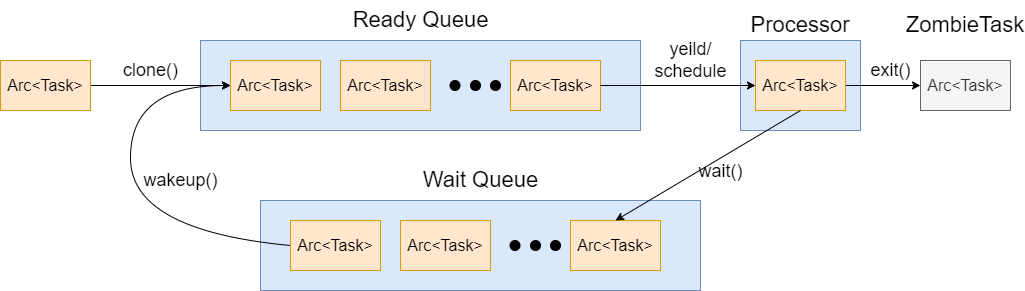 Ready Queue
Processor
ZombieTask
Arc<Task>
clone()
Arc<Task>
Arc<Task>
Arc<Task>
yeild/
schedule
Arc<Task>
exit()
Arc<Task>
wakeup()
Wait Queue
wait()
Arc<Task>
Arc<Task>
Arc<Task>